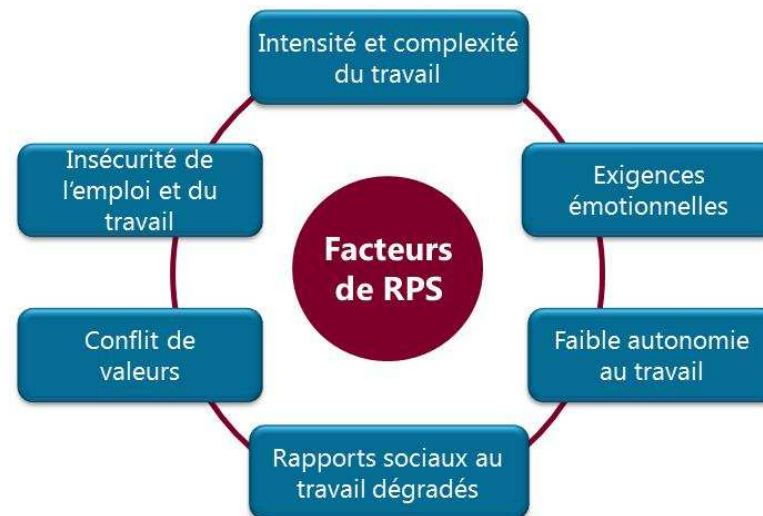 Intensité et complexité
du travail
Insécurité de
l'emploi et du
travail
Exigences
émotionnelles
Facteurs
de RPS
Conflit de
valeurs
Faible autonomie
au travail
Rapports sociaux au
travail dégradés